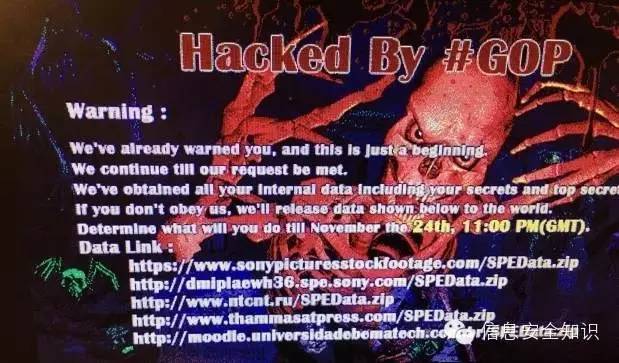 Hacked By #GOP
Warning :
We've already warned you, and this is just a beginning.
We continue till our request be met.
We've obtained all your internal data including your secrets and top secret
If you don't obey us, we'll release data shown below to the world.
Determine what will you do till November the 24th, 11:00 PM(GMT).
Data Link :
https://www.sonypicturesstockfootage.com/SPEData.zip
http://dmiplaewh36.spe.sony.com/SPEData.zip
http://www.ntcnt.ru/SPEData.zip
http://www.thammasatpress.com/SPEData.zip
http://moodle.universidadebematech.com
信息安全知识